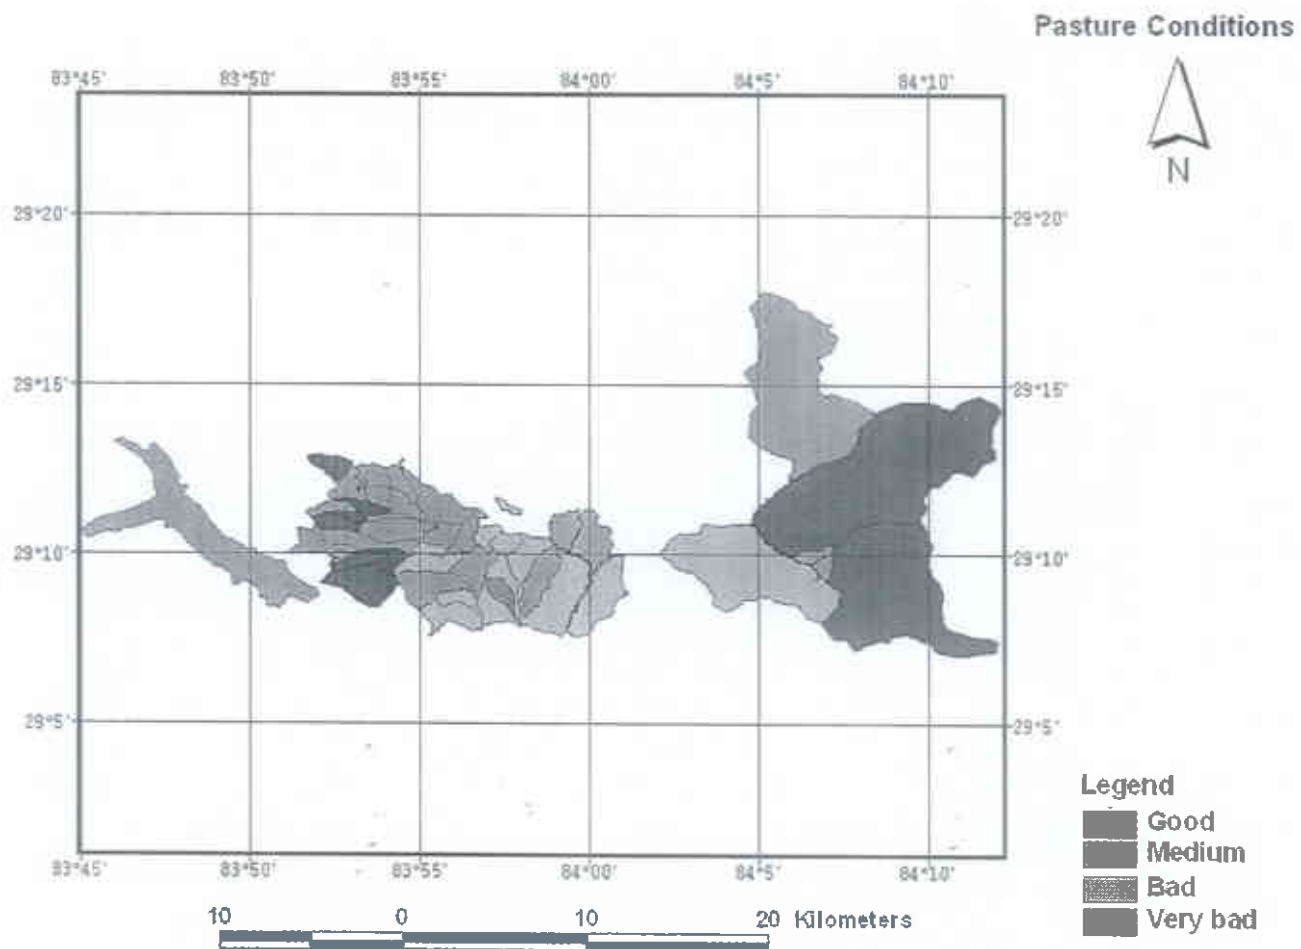 Pasture Conditions
N
83°45' 83°50' 83°55' 84°00' 84°5' 84°10'
29°20' 29°20'
29°15' 29°15'
29°10' 29°10'
29°5' 29°5'
83°45' 83°50' 83°55' 84°00' 84°5' 84°10'
10 0 10 20 Kilometers
Legend
Good
Medium
Bad
Very bad